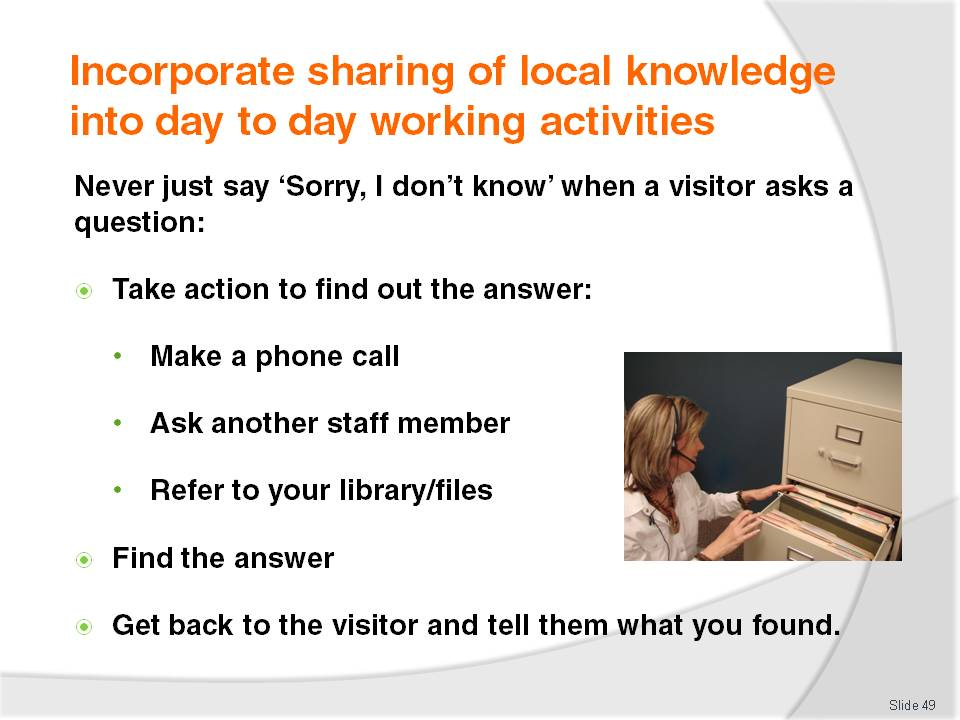 Incorporate sharing of local knowledge
into day to day working activities
Never just say ‘Sorry, I don’t know’ when a visitor asks a
question:
Take action to find out the answer:
• Make a phone call
• Ask another staff member
• Refer to your library/files
Find the answer
Get back to the visitor and tell them what you found.
Slide 49